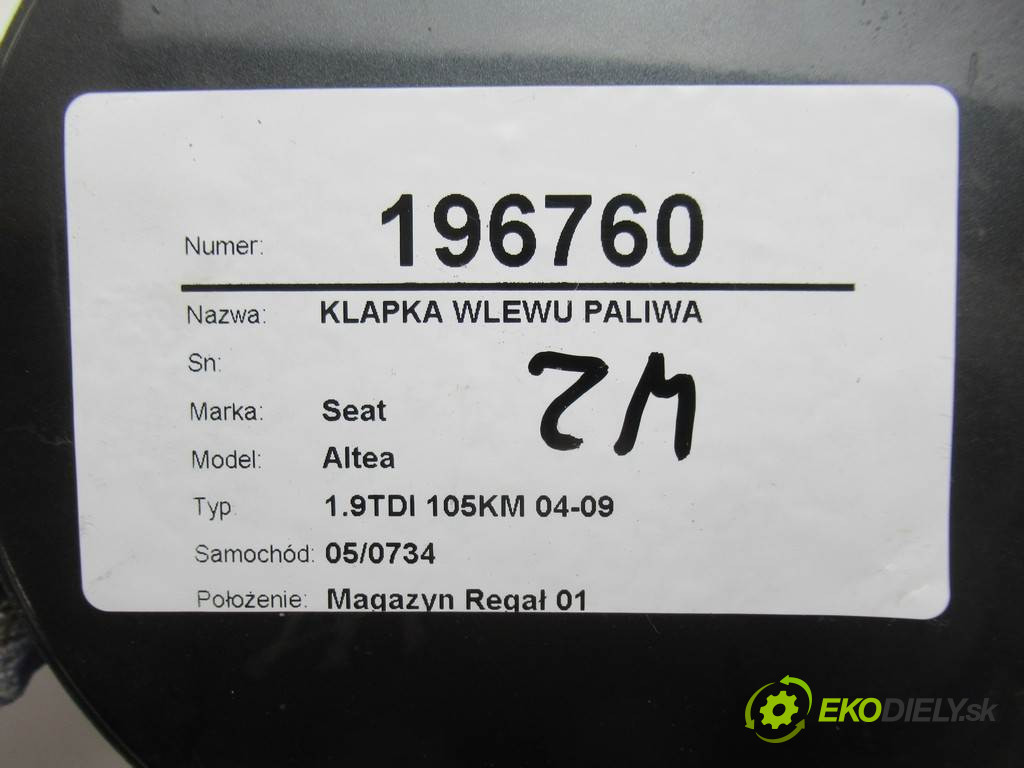 Numer: 196760
Nazwa: KLAPKA WLEWU PALIWA
Sn:
Marka: Seat
Model: Altea
Typ: 1.9TDI 105KM 04-09
Samochód: 05/0734
Położenie: Magazyn Regał 01
EKODIELY.sk